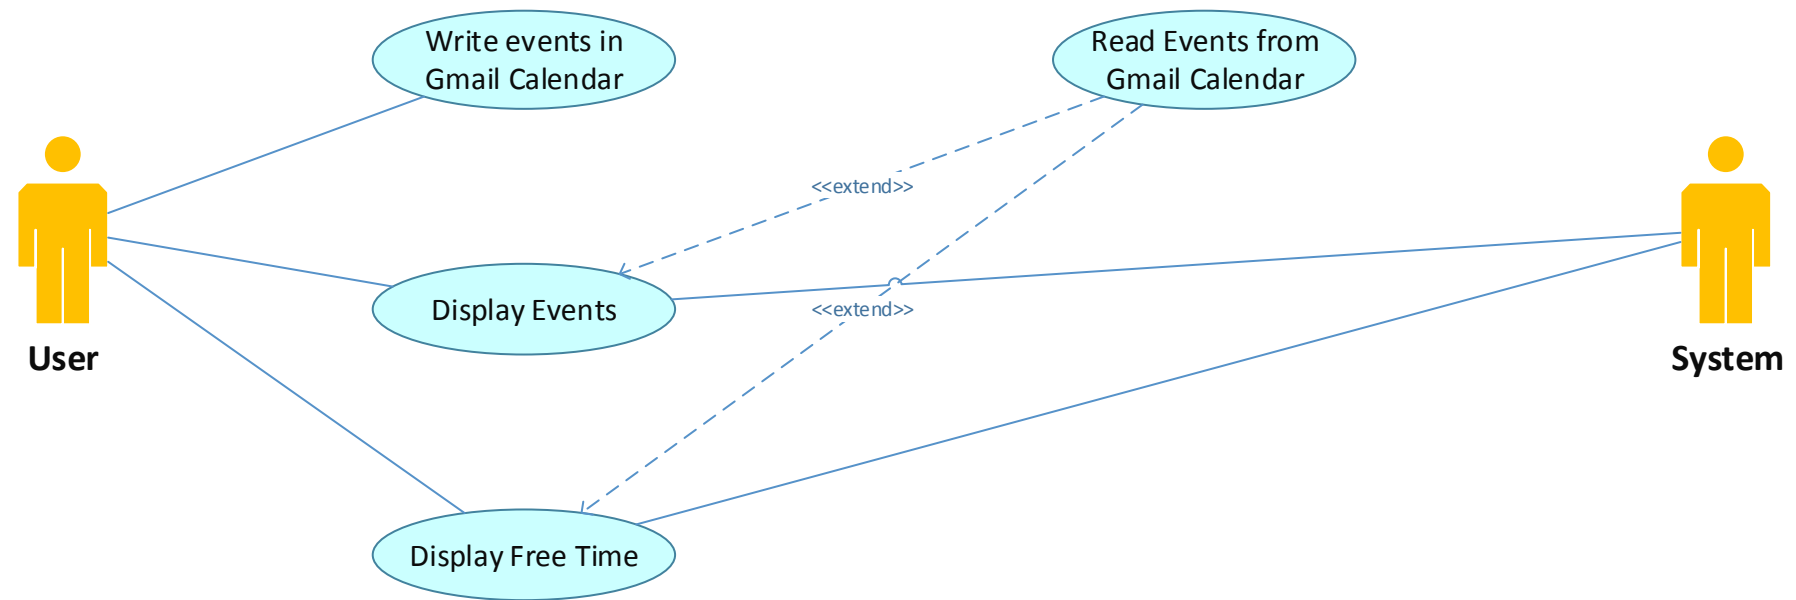 Write events in
Gmail Calendar
Read Events from
Gmail Calendar
<<extend>>
Display Events
<<extend>>
User
System
Display Free Time